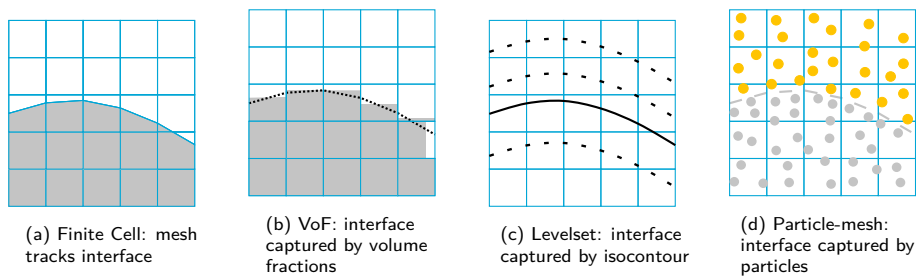 (a) Finite Cell: mesh
tracks interface
(b) VoF: interface
captured by volume
fractions
(c) Levelset: interface
captured by isocontour
(d) Particle-mesh:
interface captured by
particles